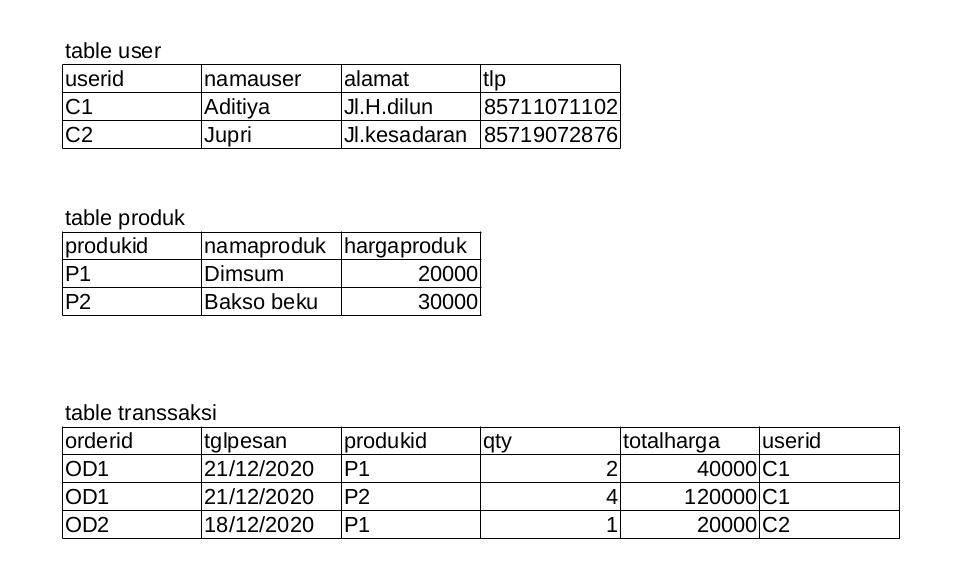 table user
userid namauser alamat tlp
C1 Aditiya Jl.H.dilun 85711071102
C2 Jupri Jl.kesadaran 85719072876
table produk
produkid namaproduk hargaproduk
P1 Dimsum 20000
P2 Bakso beku 30000
table transsaksi
orderid tglpesan produkid qty totalharga userid
OD1 21/12/2020 P1 2 40000 C1
OD1 21/12/2020 P2 4 120000 C1
OD2 18/12/2020 P1 1 20000 C2